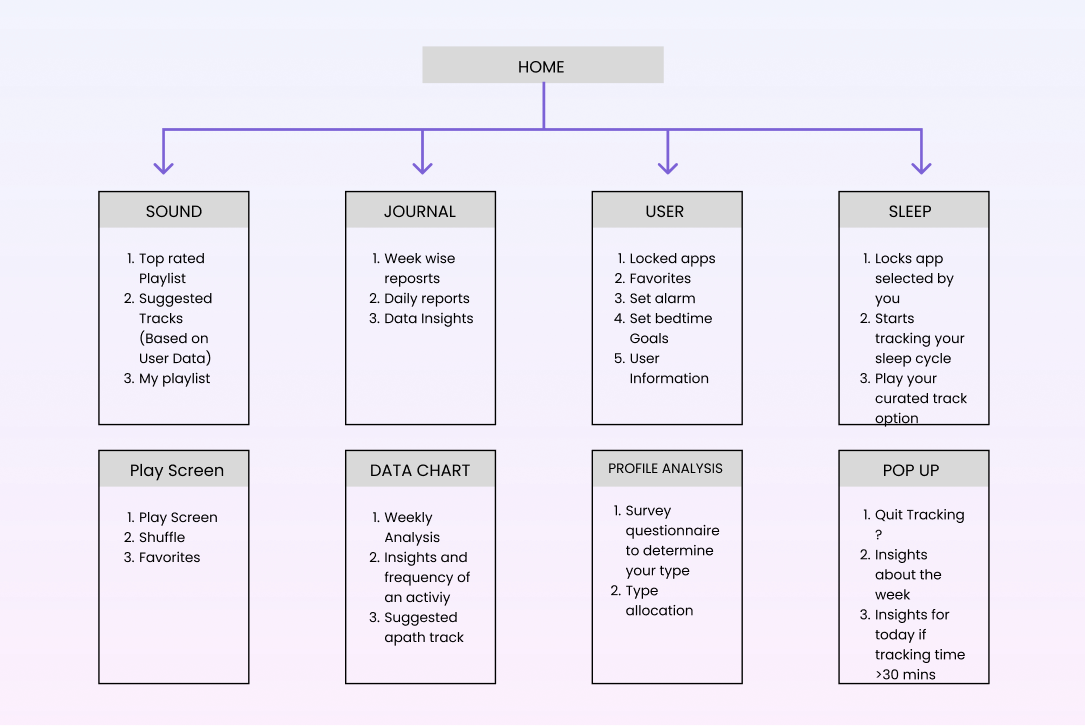 HOME
SOUND
1. Top rated
Playlist
2. Suggested
Tracks
(Based on
User Data)
3. My playlist
JOURNAL
1. Week wise
reposrts
2. Daily reports
3. Data Insights
USER
1. Locked apps
2. Favorites
3. Set alarm
4. Set bedtime
Goals
5. User
Information
SLEEP
1. Locks app
selected by
you
2. Starts
tracking your
sleep cycle
3. Play your
curated track
option
Play Screen
1. Play Screen
2. Shuffle
3. Favorites
DATA CHART
1. Weekly
Analysis
2. Insights and
frequency of
an activiy
3. Suggested
apath track
PROFILE ANALYSIS
1. Survey
questionnaire
to determine
your type
2. Type
allocation
POP UP
1. Quit Tracking
?
2. Insights
about the
week
3. Insights for
today if
tracking time
>30 mins